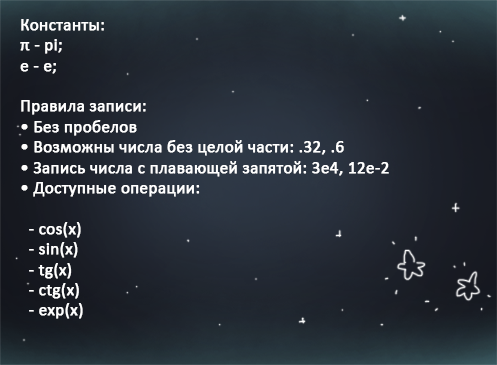 Константы:
π - pi;
e - e;
Правила записи:
• Без пробелов
• Возможны числа без целой части: .32, .6
• Запись числа с плавающей запятой: 3e4, 12e-2
• Доступные операции:
- cos(x)
- sin(x)
- tg(x)
- ctg(x)
- exp(x)